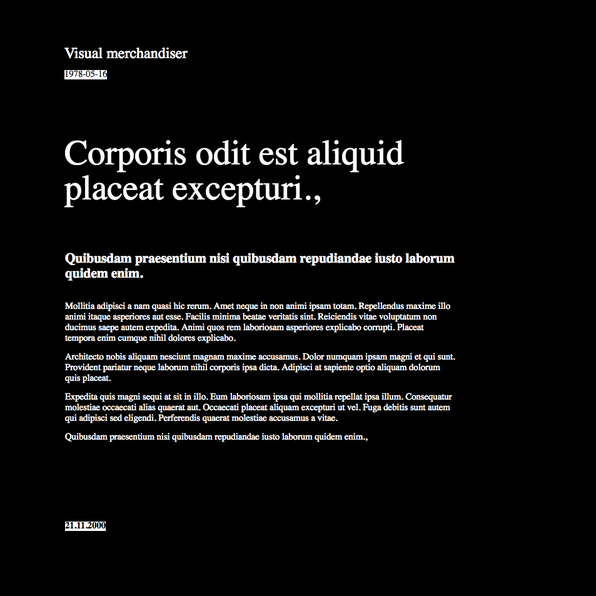 Visual merchandiser
1978-05-16
Corporis odit est aliquid
placeat excepturi.,
Quibusdam praesentium nisi quibusdam repudiandae iusto laborum
quidem enim.
Mollitia adipisci a nam quasi hic rerum. Amet neque in non animi ipsam totam. Repellendus maxime illo
animi itaque asperiores aut esse. Facilis minima beatae veritatis sint. Reiciendis vitae voluptatum non
ducimus saepe autem expedita. Animi quos rem laboriosam asperiores explicabo corrupti. Placeat
tempora enim cumque nihil dolores explicabo.
Architecto nobis aliquam nesciunt magnam maxime accusamus. Dolor numquam ipsam magni et qui sunt.
Provident pariatur neque laborum nihil corporis ipsa dicta. Adipisci at sapiente optio aliquam dolorum
quis placeat.
Expedita quis magni sequi at sit in illo. Eum laboriosam ipsa qui mollitia repellat ipsa illum. Consequatur
molestiae occaecati alias quaerat aut. Occaecati placeat aliquam excepturi ut vel. Fuga debitis sunt autem
qui adipisci sed eligendi. Perferendis quaerat molestiae accusamus a vitae.
Quibusdam praesentium nisi quibusdam repudiandae iusto laborum quidem enim.,
21.11.2000